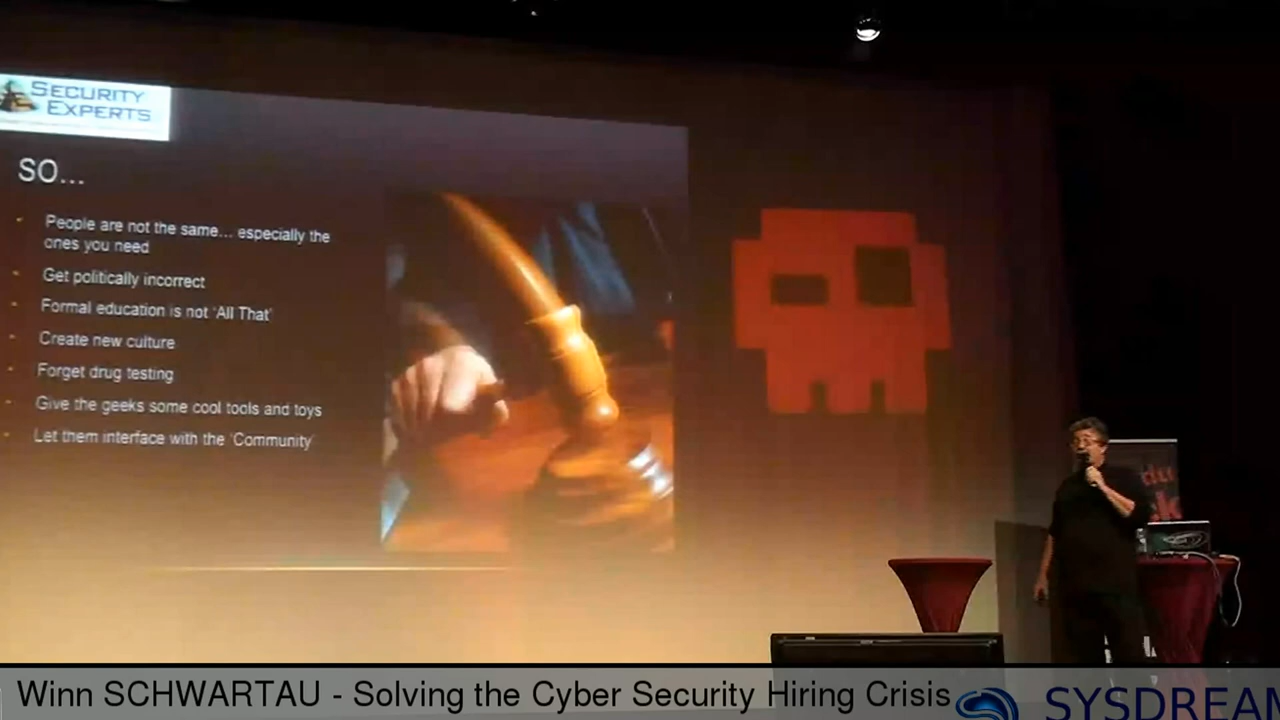 SECURITY
EXPERTS
SO...
People are not the same... especially the
ones you need
Get politically incorrect
Formal education is not 'All That'
Create new culture
Forget drug testing
Give the geeks some cool tools and toys
Let them interface with the 'Community'
du
Winn SCHWARTAU - Solving the Cyber Security Hiring Crisis
SYSDREAM